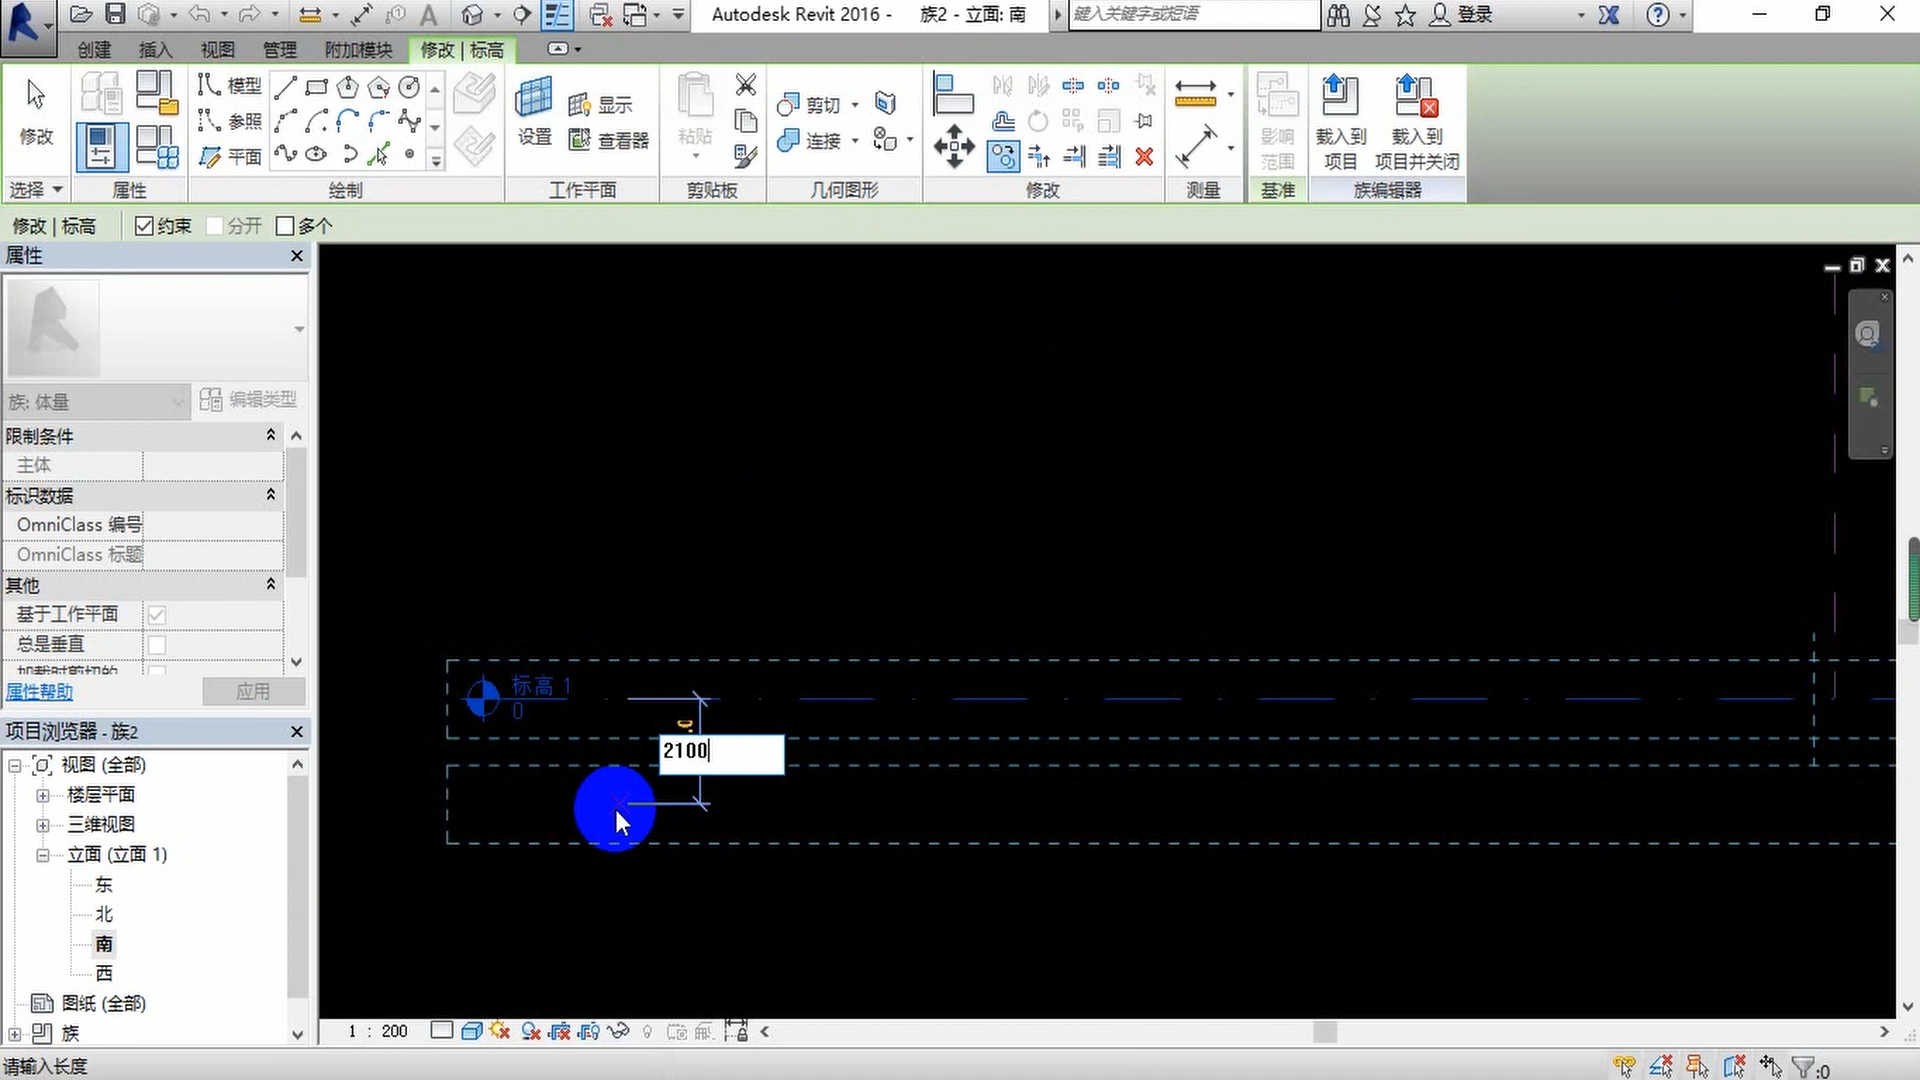 Autodesk Revit 2016 - 族2 - 立面: 南
键入关键字或短语
登录
创建 插入 视图 管理 附加模块 修改 | 标高
修改
模型
参照
平面
设置
显示
查看器
粘贴
剪切
连接
影响
范围
载入到
项目
载入到
项目并关闭
选择 属性 绘制 工作平面 剪贴板 几何图形 修改 测量 基准 族编辑器
修改 | 标高 约束 分开 多个
属性
族: 体量 编辑类型
限制条件
主体
标识数据
OmniClass 编号
OmniClass 标题
其他
基于工作平面
总是垂直
加载时剪切的
属性帮助 应用
项目浏览器 - 族2
视图 (全部)
楼层平面
三维视图
立面 (立面 1)
东
北
南
西
图纸 (全部)
族
标高 1
0
2100
1 : 200
请输入长度
:0